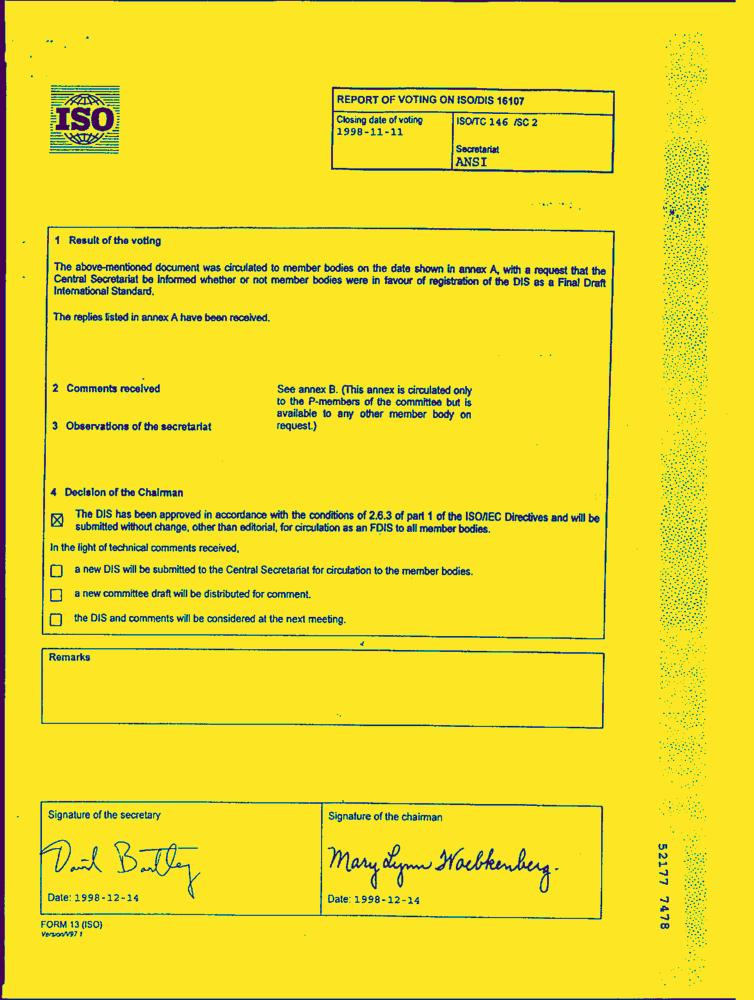 ISO
REPORT OF VOTING ON ISO/DIS 16107
Closing date of voting
1998-11-11
ISO/TC 146 /SC 2
Secretariat
ANSI
1 Result of the voting
The above-mentioned document was circulated to member bodies on the date shown in annex A, with a request that the
Central Secretariat be informed whether or not member bodies were in favour of registration of the DIS as a Final Draft
International Standard.
The replies listed in annex A have been received.
2 Comments received
See annex B. (This annex is circulated only
to the P-members of the committee but is
available to any other member body on
request.)
3 Observations of the secretariat
4 Decision of the Chairman
The DIS has been approved in accordance with the conditions of 2.6.3 of part 1 of the ISO/IEC Directives and will be
submitted without change, other than editorial, for circulation as an FDIS to all member bodies.
In the light of technical comments received,
a new DIS will be submitted to the Central Secretariat for circulation to the member bodies.
a new committee draft will be distributed for comment.
the DIS and comments will be considered at the next meeting.
Remarks
Signature of the secretary
Signature of the chairman
Mary Lynn Woebkenberg.
Date: 1998-12-14
Date: 1998-12-14
FORM 13 (ISO)
52177 7478